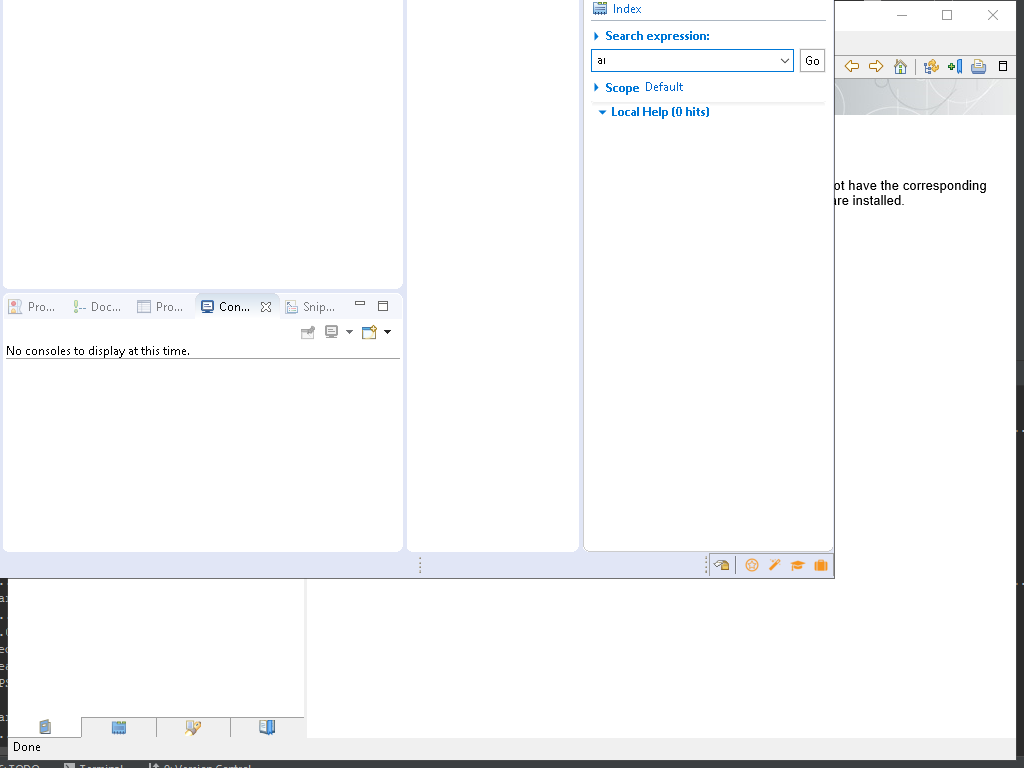 Index
Search expression:
ai
Go
Scope Default
Local Help (0 hits)
ot have the corresponding
are installed.
Pro...
Doc...
Pro...
Con...
Snip...
No consoles to display at this time.
Done